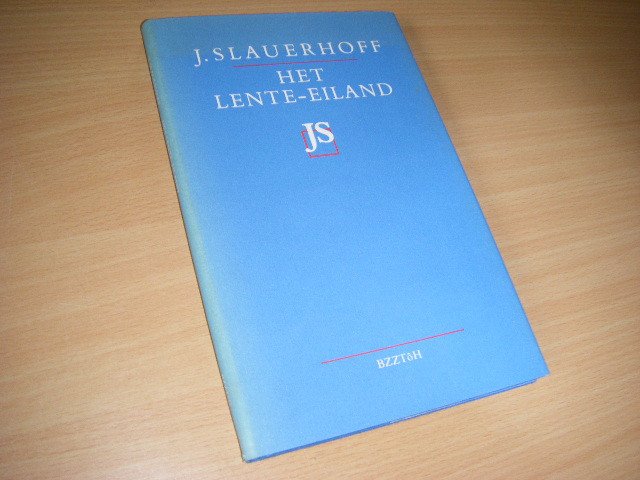 J. SLAUERHOFF
HET
LENTE-EILAND
JS
BZZTôH